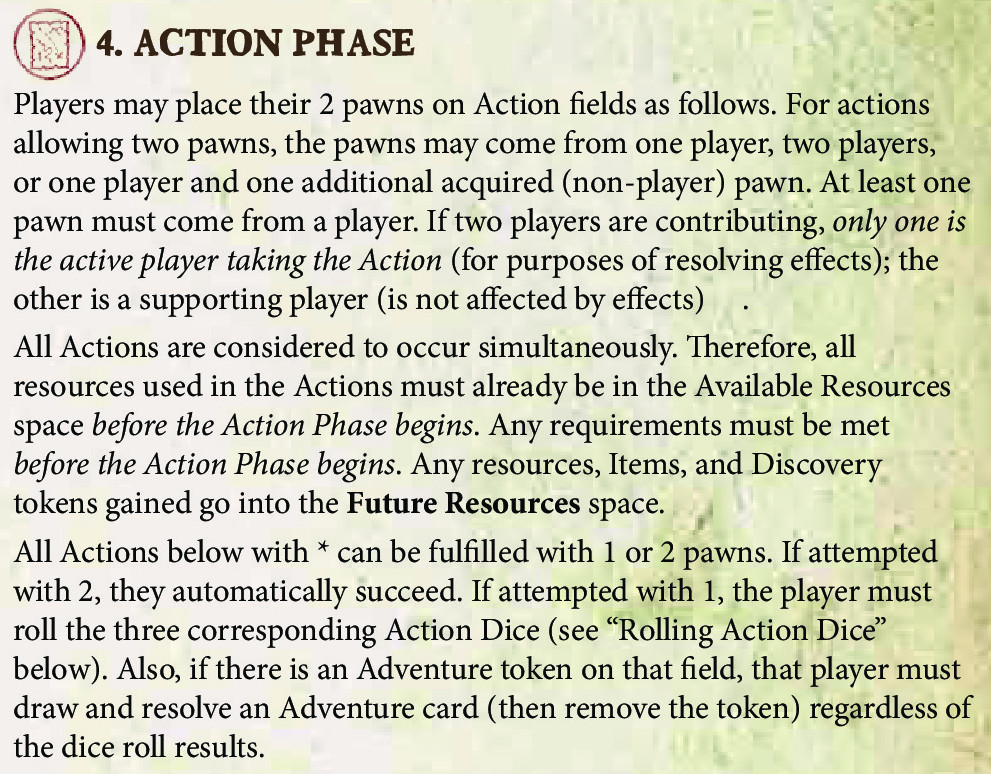 4. ACTION PHASE
Players may place their 2 pawns on Action fields as follows. For actions
allowing two pawns, the pawns may come from one player, two players,
or one player and one additional acquired (non-player) pawn. At least one
pawn must come from a player. If two players are contributing, only one is
the active player taking the Action (for purposes of resolving effects); the
other is a supporting player (is not affected by effects) .
All Actions are considered to occur simultaneously. Therefore, all
resources used in the Actions must already be in the Available Resources
space before the Action Phase begins. Any requirements must be met
before the Action Phase begins. Any resources, Items, and Discovery
tokens gained go into the Future Resources space.
All Actions below with * can be fulfilled with 1 or 2 pawns. If attempted
with 2, they automatically succeed. If attempted with 1, the player must
roll the three corresponding Action Dice (see “Rolling Action Dice”
below). Also, if there is an Adventure token on that field, that player must
draw and resolve an Adventure card (then remove the token) regardless of
the dice roll results.